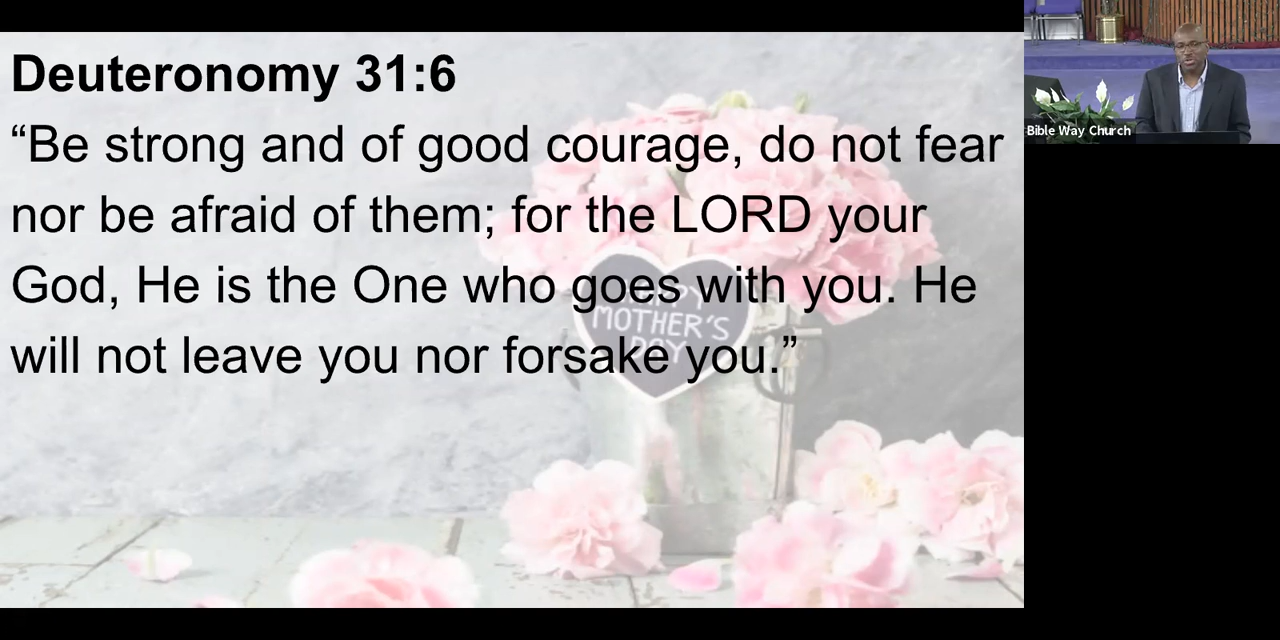 Deuteronomy 31:6
“Be strong and of good courage, do not fear
nor be afraid of them; for the LORD your
God, He is the One who goes with you. He
will not leave you nor forsake you.”
MOTHER'S
DAY
Bible Way Church